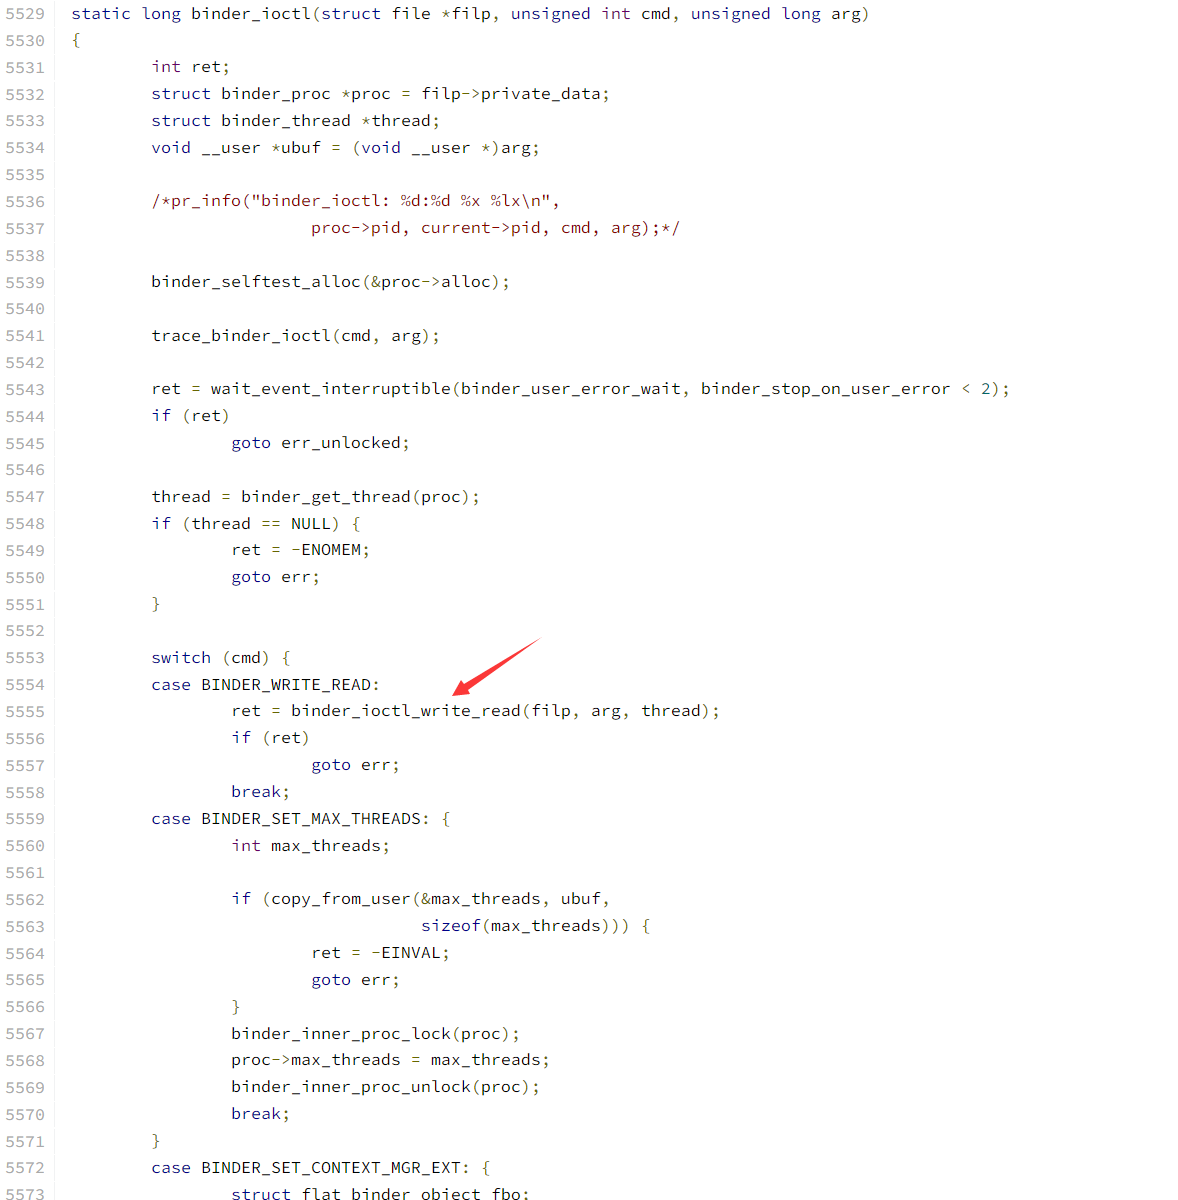 5529 static long binder_ioctl(struct file *filp, unsigned int cmd, unsigned long arg)
5530 {
5531 int ret;
5532 struct binder_proc *proc = filp->private_data;
5533 struct binder_thread *thread;
5534 void __user *ubuf = (void __user *)arg;
5535
5536 /*pr_info("binder_ioctl: %d:%d %x %lx\n",
5537 proc->pid, current->pid, cmd, arg);*/
5538
5539 binder_selftest_alloc(&proc->alloc);
5540
5541 trace_binder_ioctl(cmd, arg);
5542
5543 ret = wait_event_interruptible(binder_user_error_wait, binder_stop_on_user_error < 2);
5544 if (ret)
5545 goto err_unlocked;
5546
5547 thread = binder_get_thread(proc);
5548 if (thread == NULL) {
5549 ret = -ENOMEM;
5550 goto err;
5551 }
5552
5553 switch (cmd) {
5554 case BINDER_WRITE_READ:
5555 ret = binder_ioctl_write_read(filp, arg, thread);
5556 if (ret)
5557 goto err;
5558 break;
5559 case BINDER_SET_MAX_THREADS: {
5560 int max_threads;
5561
5562 if (copy_from_user(&max_threads, ubuf,
5563 sizeof(max_threads))) {
5564 ret = -EINVAL;
5565 goto err;
5566 }
5567 binder_inner_proc_lock(proc);
5568 proc->max_threads = max_threads;
5569 binder_inner_proc_unlock(proc);
5570 break;
5571 }
5572 case BINDER_SET_CONTEXT_MGR_EXT: {
5573 struct flat_binder_object fbo;